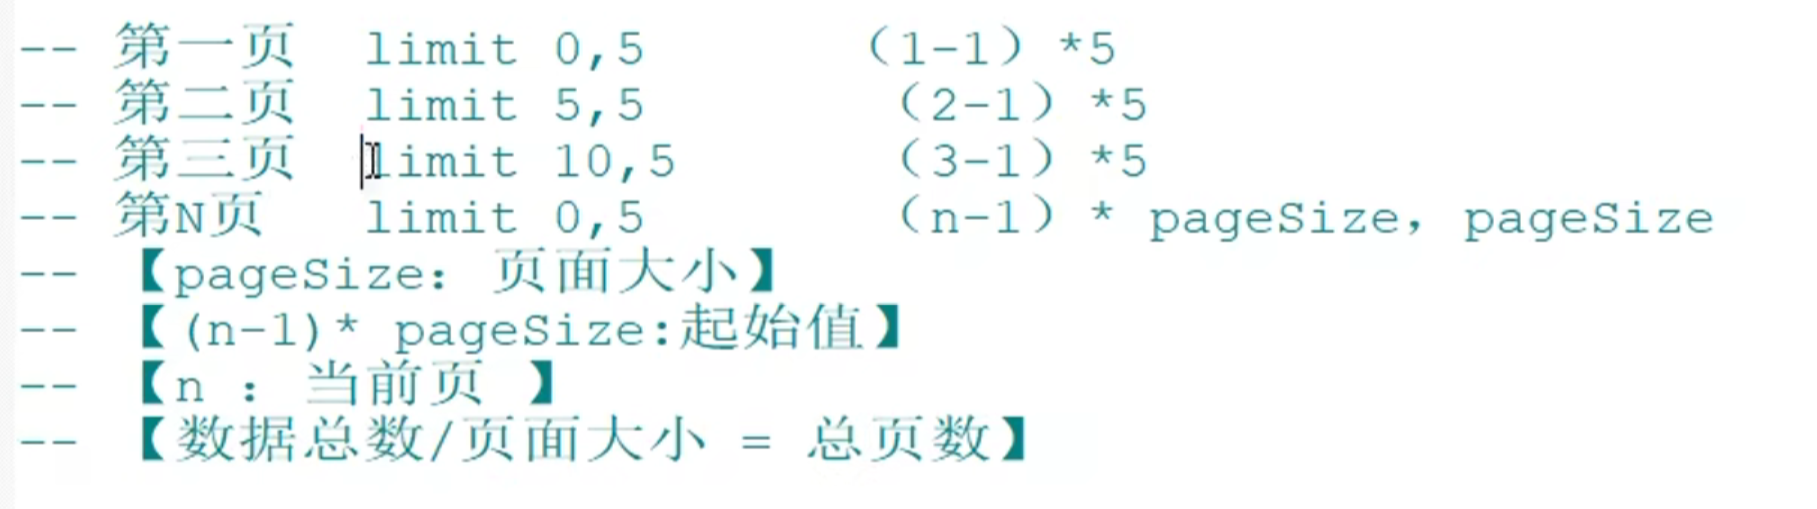 -- 第一页  limit 0,5  （1-1）*5
-- 第二页  limit 5,5  （2-1）*5
-- 第三页  limit 10,5  （3-1）*5
-- 第N页  limit 0,5  （n-1）* pageSize，pageSize
-- 【pageSize：页面大小】
-- 【(n-1)* pageSize:起始值】
-- 【n ：当前页 】
-- 【数据总数/页面大小 = 总页数】